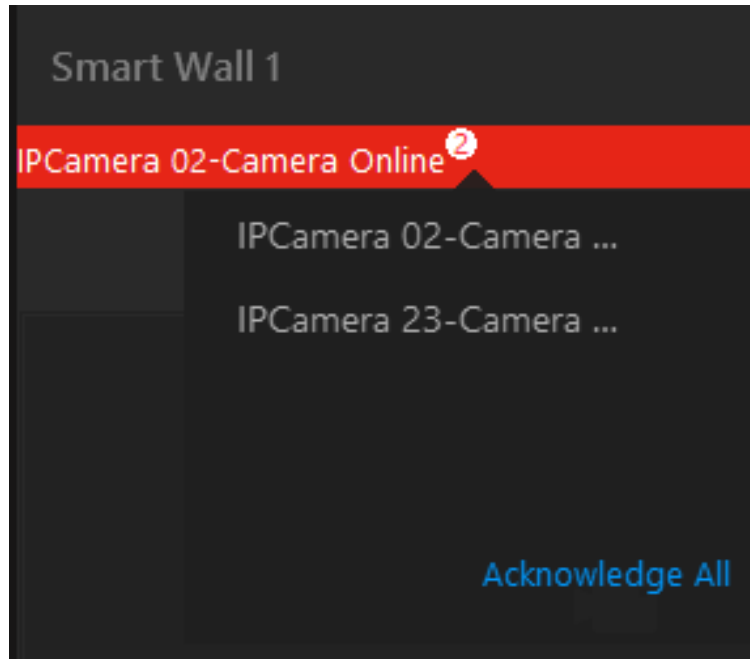 Smart Wall 1
IPCamera 02-Camera Online 2
IPCamera 02-Camera ...
IPCamera 23-Camera ...
Acknowledge All